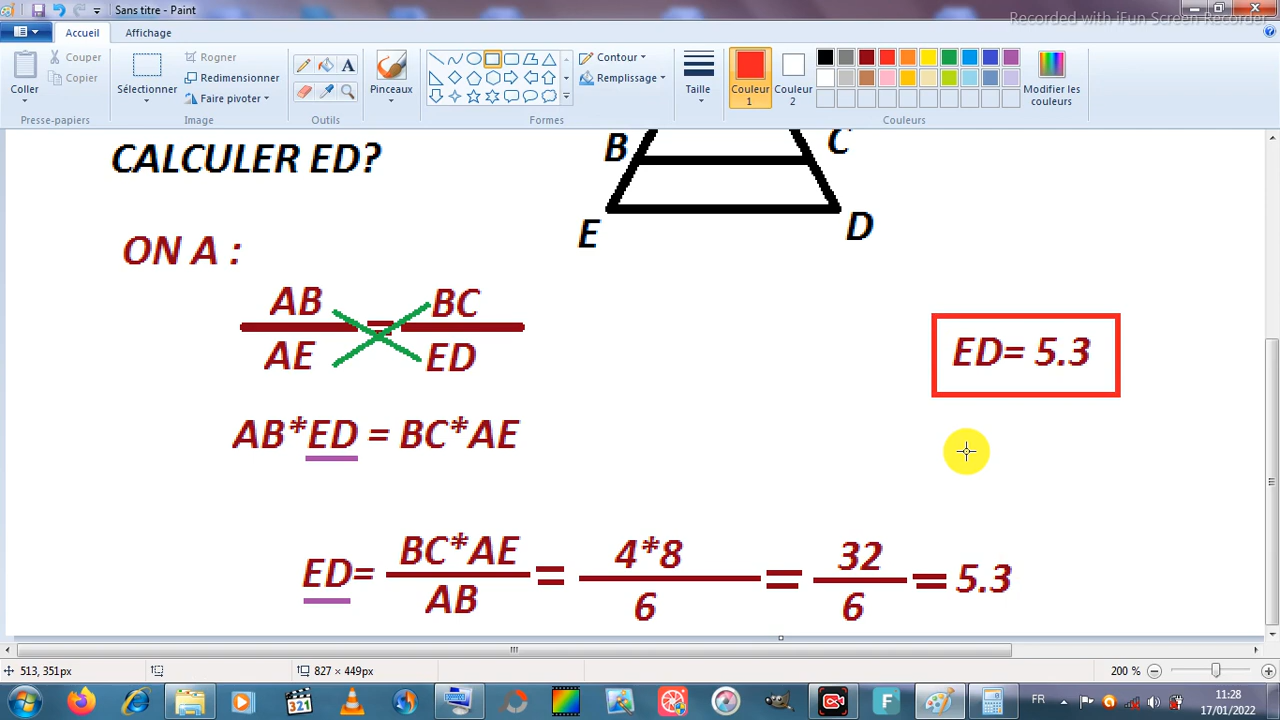 Sans titre - Paint
Recorded with iFun Screen Recorder
Accueil Affichage
Coller
Couper
Copier
Presse-papiers
Sélectionner
Rogner
Redimensionner
Faire pivoter
Image
A
Outils
Pinceaux
Contour
Remplissage
Formes
Taille
Couleur 1
Couleur 2
Modifier les couleurs
Couleurs
CALCULER ED?
B C
E D
ON A :
AB = BC
AE ED
ED= 5.3
AB*ED = BC*AE
BC*AE 4*8 32
ED= = = = 5.3
AB 6 6
513, 351px 827 × 449px 200 %
321 F FR 11:28
17/01/2022